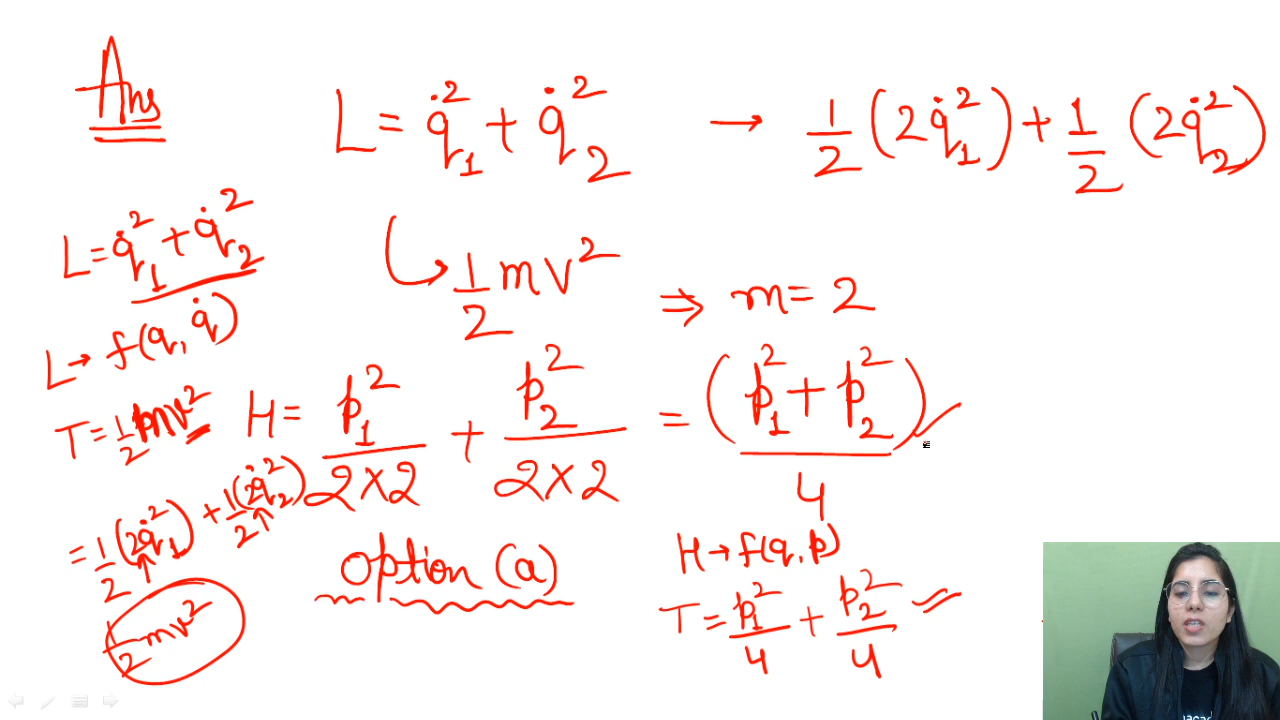 Ans
L = q̇₁² + q̇₂² → 1/2 (2q̇₁²) + 1/2 (2q̇₂²)
↳ 1/2 mv² ⇒ m = 2
H = p₁²/2×2 + p₂²/2×2 = (p₁² + p₂²)/4 ✓
option (a)
L = q̇₁² + q̇₂²
L → f(q, q̇)
T = 1/2 mv²
= 1/2 (2q̇₁²) + 1/2 (2q̇₂²)
1/2 mv²
H → f(q, p)
T = p₁²/4 + p₂²/4